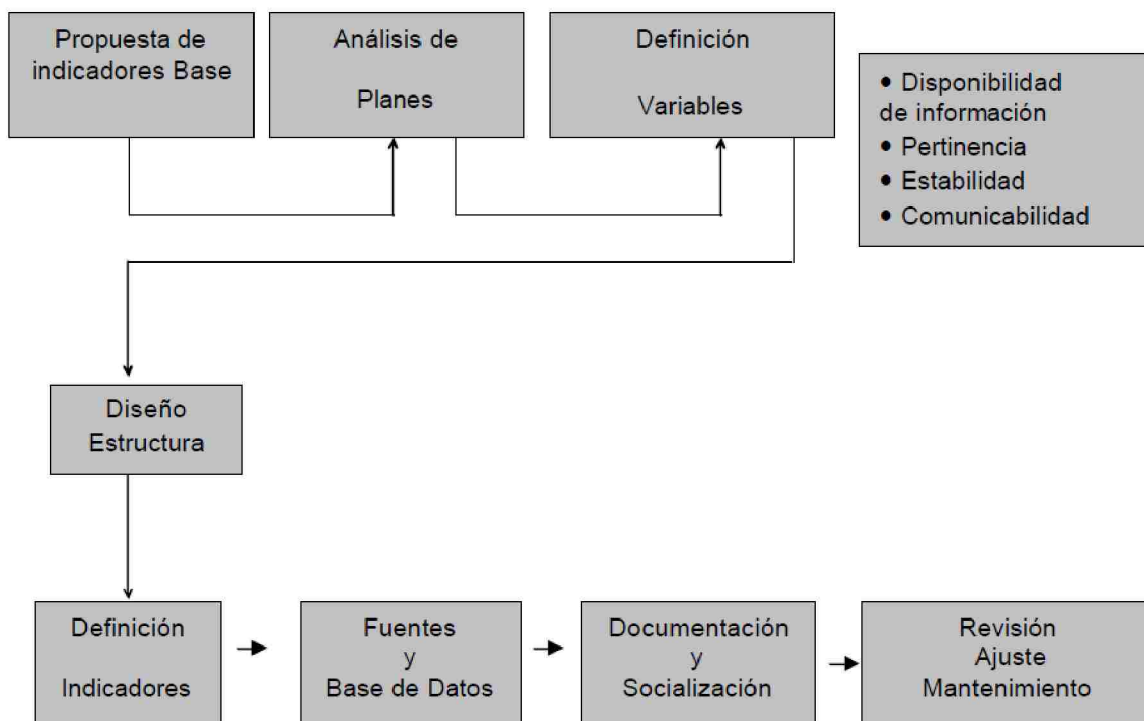 Propuesta de
indicadores Base
Análisis de
Planes
Definición
Variables
• Disponibilidad
de información
• Pertinencia
• Estabilidad
• Comunicabilidad
Diseño
Estructura
Definición
Indicadores
Fuentes
y
Base de Datos
Documentación
y
Socialización
Revisión
Ajuste
Mantenimiento